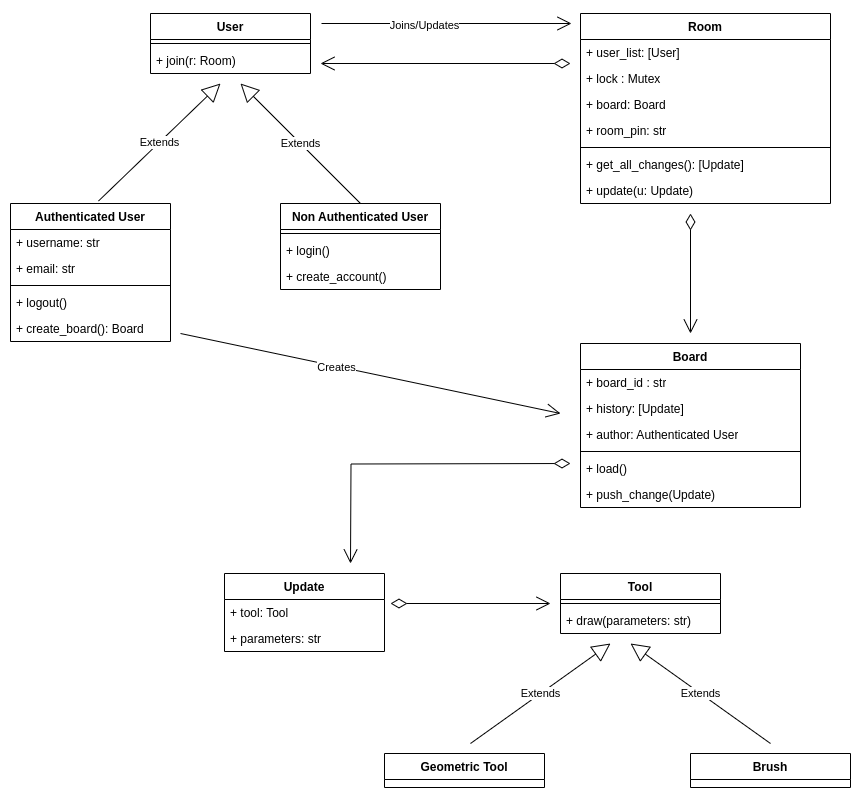 User
+ join(r: Room)
Joins/Updates
Room
+ user_list: [User]
+ lock : Mutex
+ board: Board
+ room_pin: str
+ get_all_changes(): [Update]
+ update(u: Update)
Extends
Extends
Authenticated User
+ username: str
+ email: str
+ logout()
+ create_board(): Board
Non Authenticated User
+ login()
+ create_account()
Creates
Board
+ board_id : str
+ history: [Update]
+ author: Authenticated User
+ load()
+ push_change(Update)
Update
+ tool: Tool
+ parameters: str
Tool
+ draw(parameters: str)
Extends
Extends
Geometric Tool
Brush